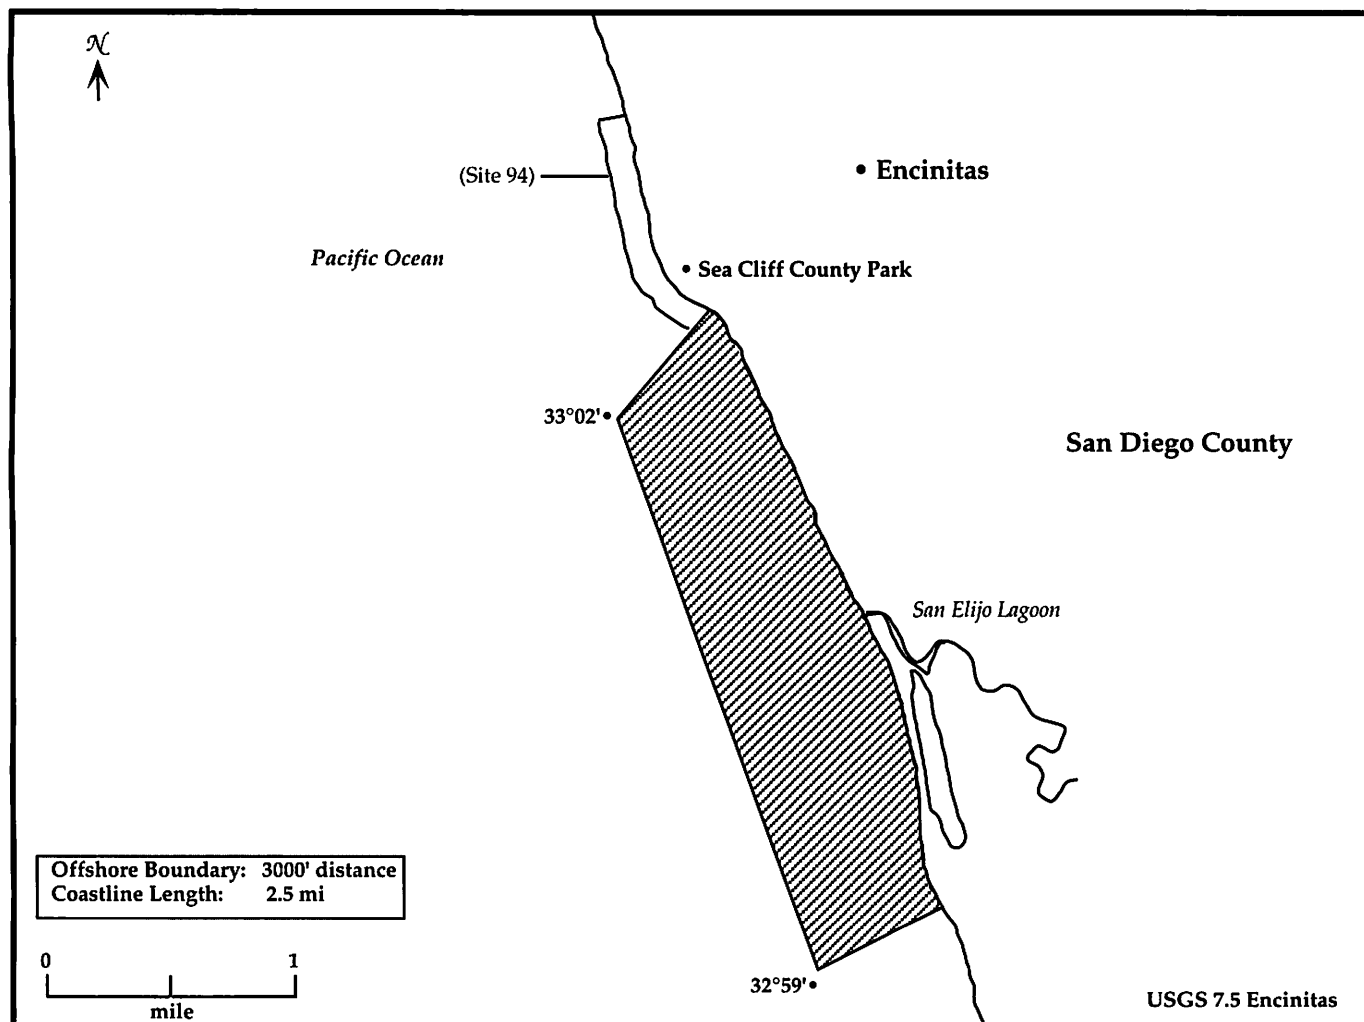 N
Encinitas
(Site 94)
Pacific Ocean
Sea Cliff County Park
33°02'
San Diego County
San Elijo Lagoon
Offshore Boundary: 3000' distance
Coastline Length: 2.5 mi
0 1
mile
32°59'
USGS 7.5 Encinitas